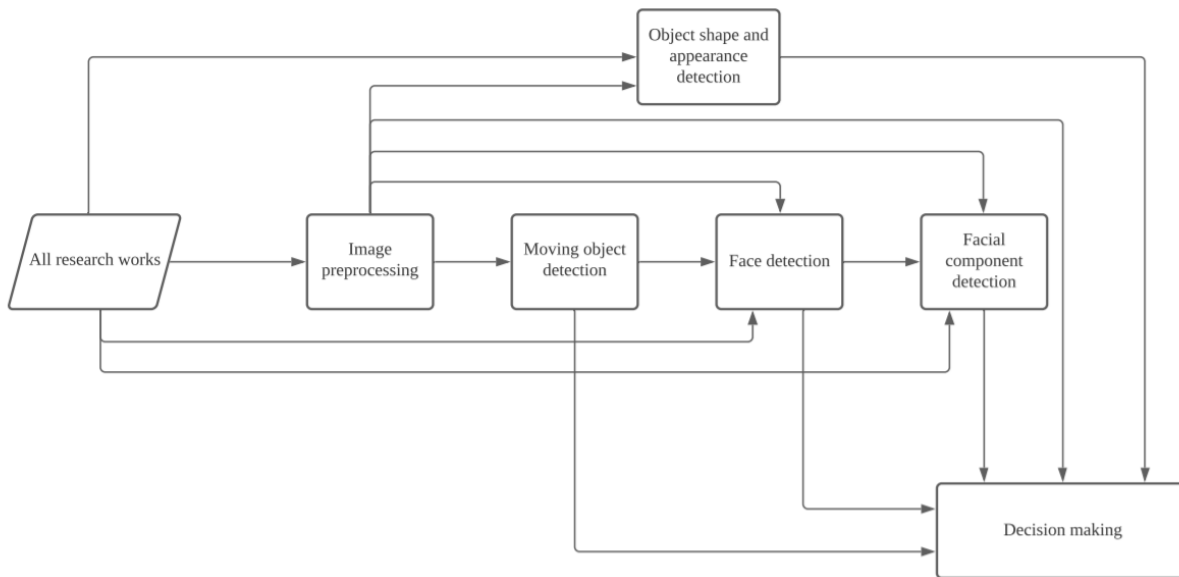 Object shape and
appearance
detection
All research works
Image
preprocessing
Moving object
detection
Face detection
Facial
component
detection
Decision making